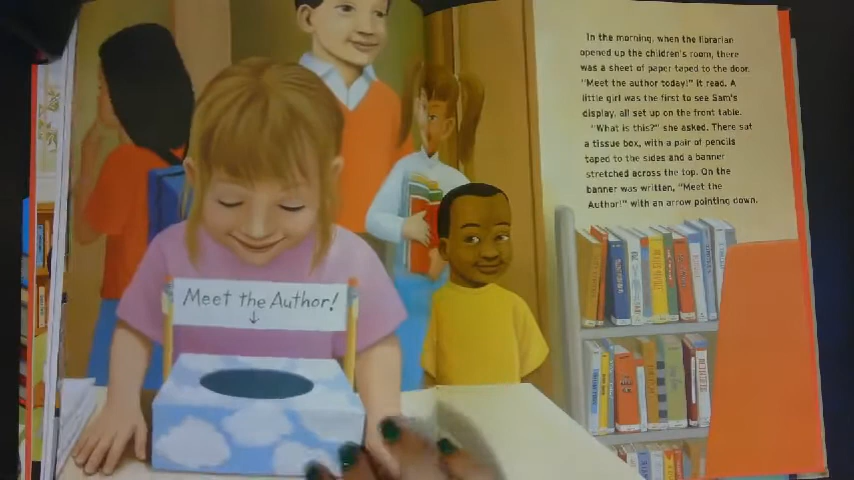 In the morning, when the librarian
opened up the children's room, there
was a sheet of paper taped to the door.
"Meet the author today!" it read. A
little girl was the first to see Sam's
display, all set up on the front table.
"What is this?" she asked. There sat
a tissue box, with a pair of pencils
taped to the sides and a banner
stretched across the top. On the
banner was written, "Meet the
Author!" with an arrow pointing down.
Meet the Author!